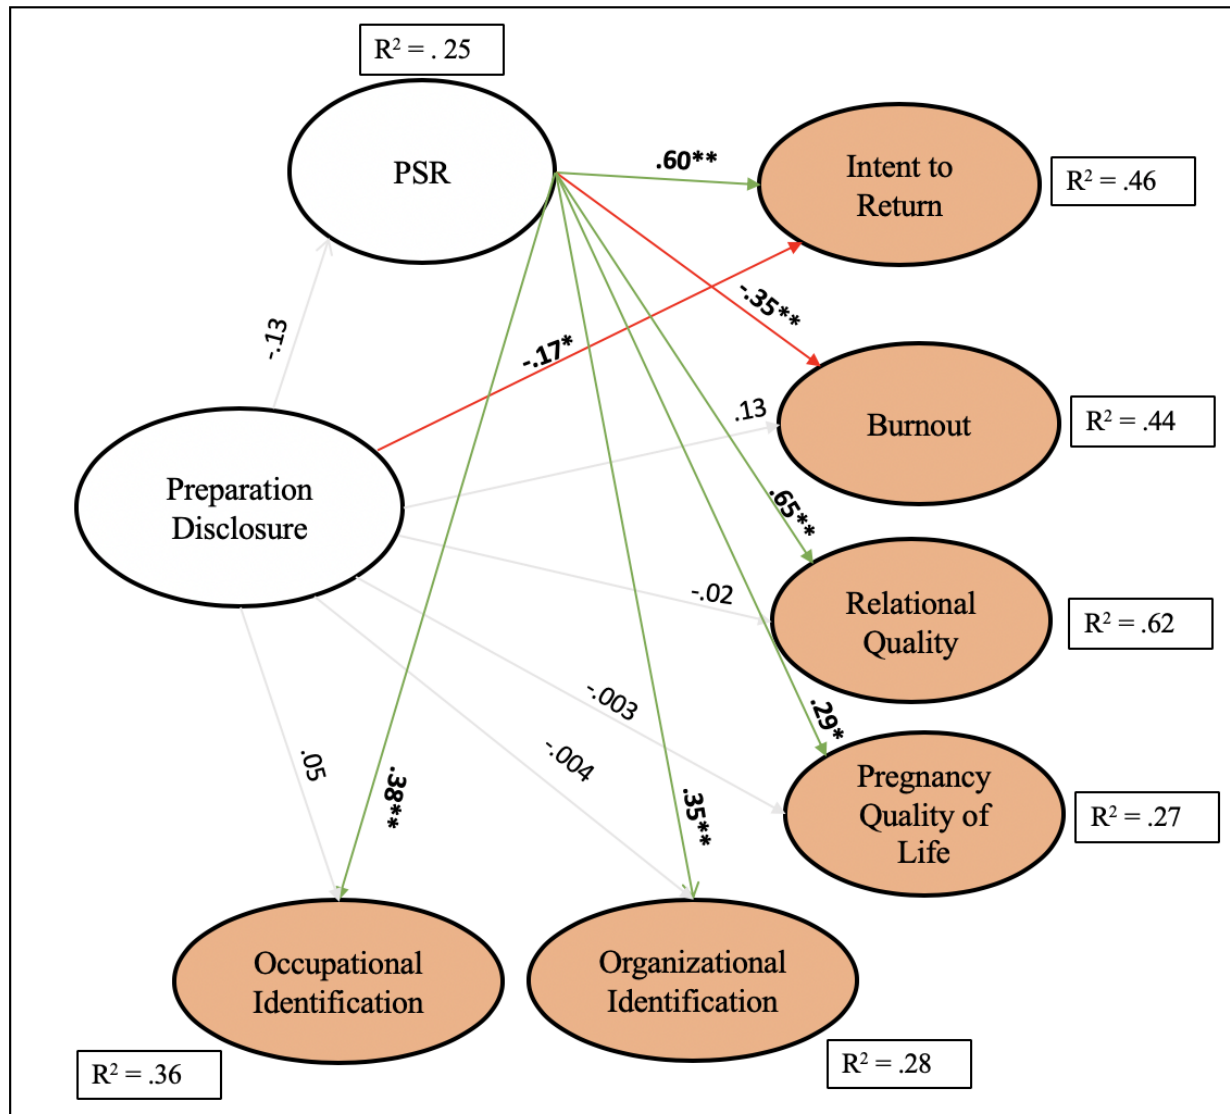 R² = . 25
PSR
.60**
Intent to
Return
R² = .46
-.13
-.35**
-.17*
.13
Burnout
R² = .44
Preparation
Disclosure
.65**
-.02
Relational
Quality
R² = .62
-.003
.29*
-.004
.05
.38**
.35**
Pregnancy
Quality of
Life
R² = .27
Occupational
Identification
Organizational
Identification
R² = .36
R² = .28